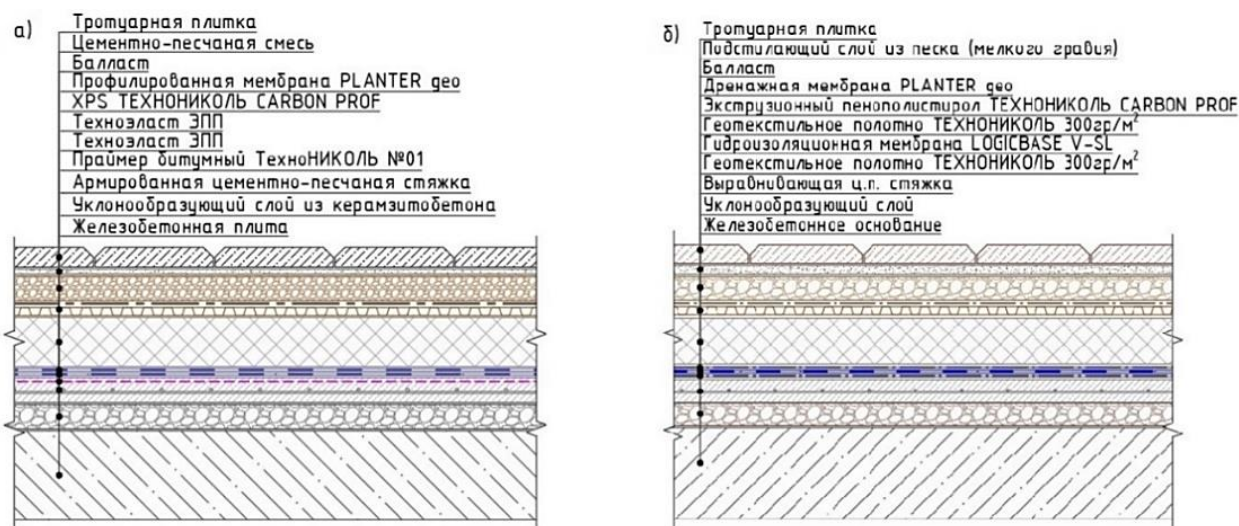 а)
Тротуарная плитка
Цементно-песчаная смесь
Балласт
Профилированная мембрана PLANTER geo
XPS ТЕХНОНИКОЛЬ CARBON PROF
Техноэласт ЭПП
Техноэласт ЭПП
Праймер битумный ТехноНИКОЛЬ №01
Армированная цементно-песчаная стяжка
Уклонообразующий слой из керамзитобетона
Железобетонная плита
б)
Тротуарная плитка
Подстилающий слой из песка (мелкого гравия)
Балласт
Дренажная мембрана PLANTER geo
Экструзионный пенополистирол ТЕХНОНИКОЛЬ CARBON PROF
Геотекстильное полотно ТЕХНОНИКОЛЬ 300гр/м²
Гидроизоляционная мембрана LOGICBASE V-SL
Геотекстильное полотно ТЕХНОНИКОЛЬ 300гр/м²
Выравнивающая ц.п. стяжка
Уклонообразующий слой
Железобетонное основание